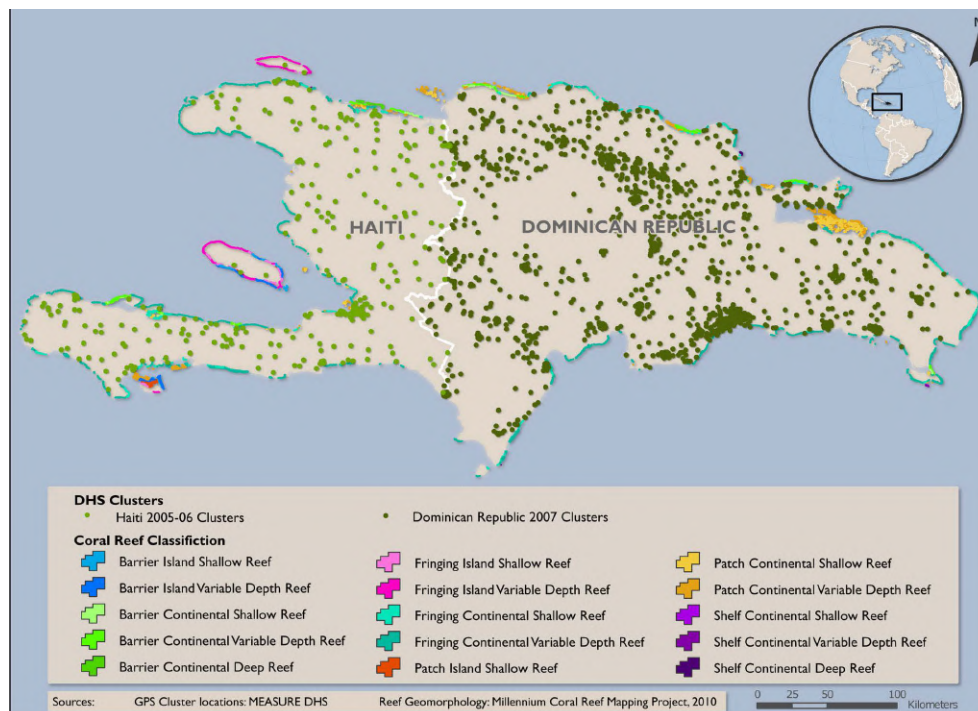 N
HAITI
DOMINICAN REPUBLIC
DHS Clusters
Haiti 2005-06 Clusters
Dominican Republic 2007 Clusters
Coral Reef Classifiction
Barrier Island Shallow Reef
Barrier Island Variable Depth Reef
Barrier Continental Shallow Reef
Barrier Continental Variable Depth Reef
Barrier Continental Deep Reef
Fringing Island Shallow Reef
Fringing Island Variable Depth Reef
Fringing Continental Shallow Reef
Fringing Continental Variable Depth Reef
Patch Island Shallow Reef
Patch Continental Shallow Reef
Patch Continental Variable Depth Reef
Shelf Continental Shallow Reef
Shelf Continental Variable Depth Reef
Shelf Continental Deep Reef
Sources: GPS Cluster locations: MEASURE DHS Reef Geomorphology: Millennium Coral Reef Mapping Project, 2010
0 25 50 100
Kilometers